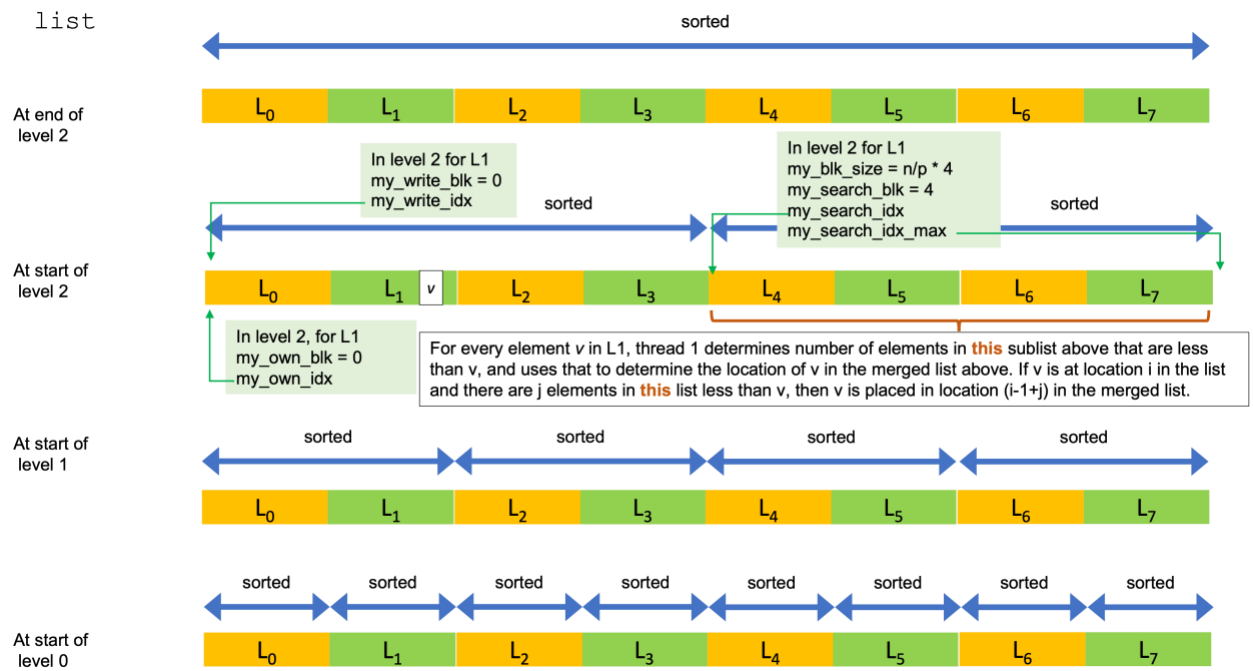 list
sorted
At end of
level 2
L0 L1 L2 L3 L4 L5 L6 L7
In level 2 for L1
my_write_blk = 0
my_write_idx
sorted
In level 2 for L1
my_blk_size = n/p * 4
my_search_blk = 4
my_search_idx
my_search_idx_max
sorted
At start of
level 2
L0 L1 v L2 L3 L4 L5 L6 L7
In level 2, for L1
my_own_blk = 0
my_own_idx
For every element v in L1, thread 1 determines number of elements in this sublist above that are less
than v, and uses that to determine the location of v in the merged list above. If v is at location i in the list
and there are j elements in this list less than v, then v is placed in location (i-1+j) in the merged list.
At start of
level 1
sorted sorted sorted sorted
L0 L1 L2 L3 L4 L5 L6 L7
sorted sorted sorted sorted sorted sorted sorted sorted
At start of
level 0
L0 L1 L2 L3 L4 L5 L6 L7